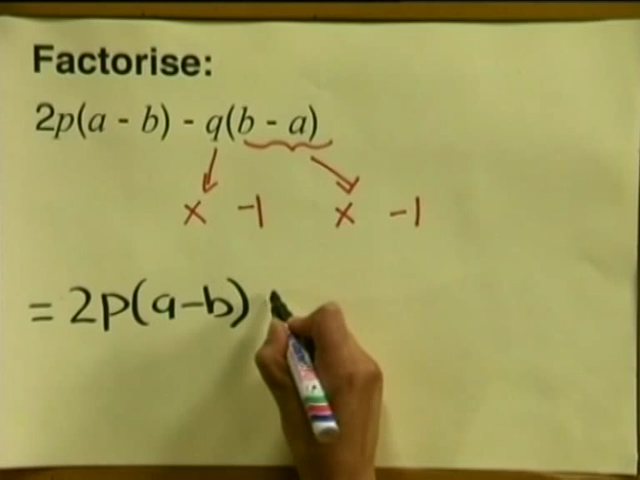 Factorise:
2p(a - b) - q(b - a)
x -1 x -1
= 2p(a-b)